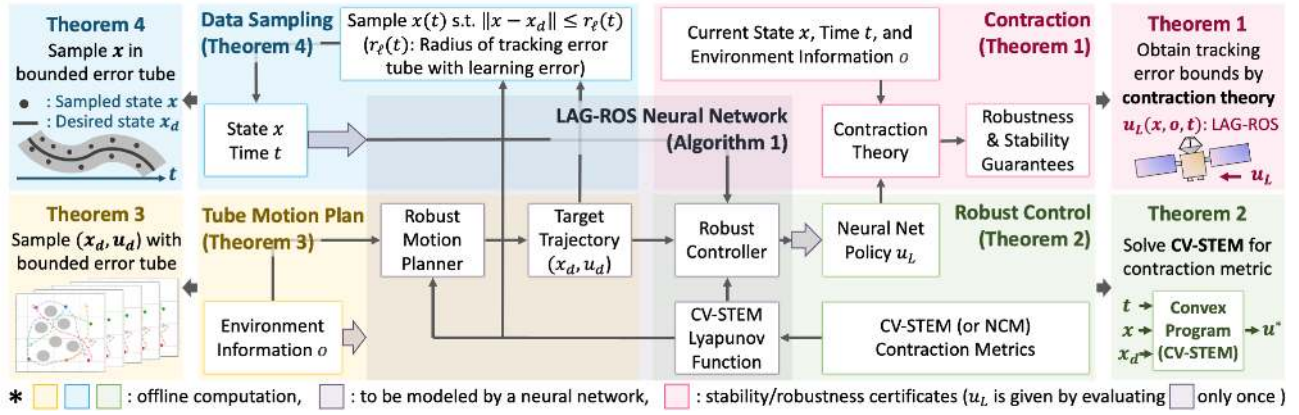 Theorem 4
Sample x in
bounded error tube
: Sampled state x
: Desired state x_d
t
Data Sampling
(Theorem 4)
Sample x(t) s.t. ‖x − x_d‖ ≤ r_ℓ(t)
(r_ℓ(t): Radius of tracking error
tube with learning error)
State x
Time t
LAG-ROS Neural Network
(Algorithm 1)
Current State x, Time t, and
Environment Information o
Contraction
(Theorem 1)
Contraction
Theory
Robustness
& Stability
Guarantees
Theorem 1
Obtain tracking
error bounds by
contraction theory
u_L(x, o, t): LAG-ROS
u_L
Theorem 3
Sample (x_d, u_d) with
bounded error tube
Tube Motion Plan
(Theorem 3)
Robust
Motion
Planner
Target
Trajectory
(x_d, u_d)
Environment
Information o
Robust
Controller
Neural Net
Policy u_L
Robust Control
(Theorem 2)
CV-STEM
Lyapunov
Function
CV-STEM (or NCM)
Contraction Metrics
Theorem 2
Solve CV-STEM for
contraction metric
t
x
x_d
Convex
Program
(CV-STEM)
u*
* : offline computation, : to be modeled by a neural network, : stability/robustness certificates (u_L is given by evaluating only once )